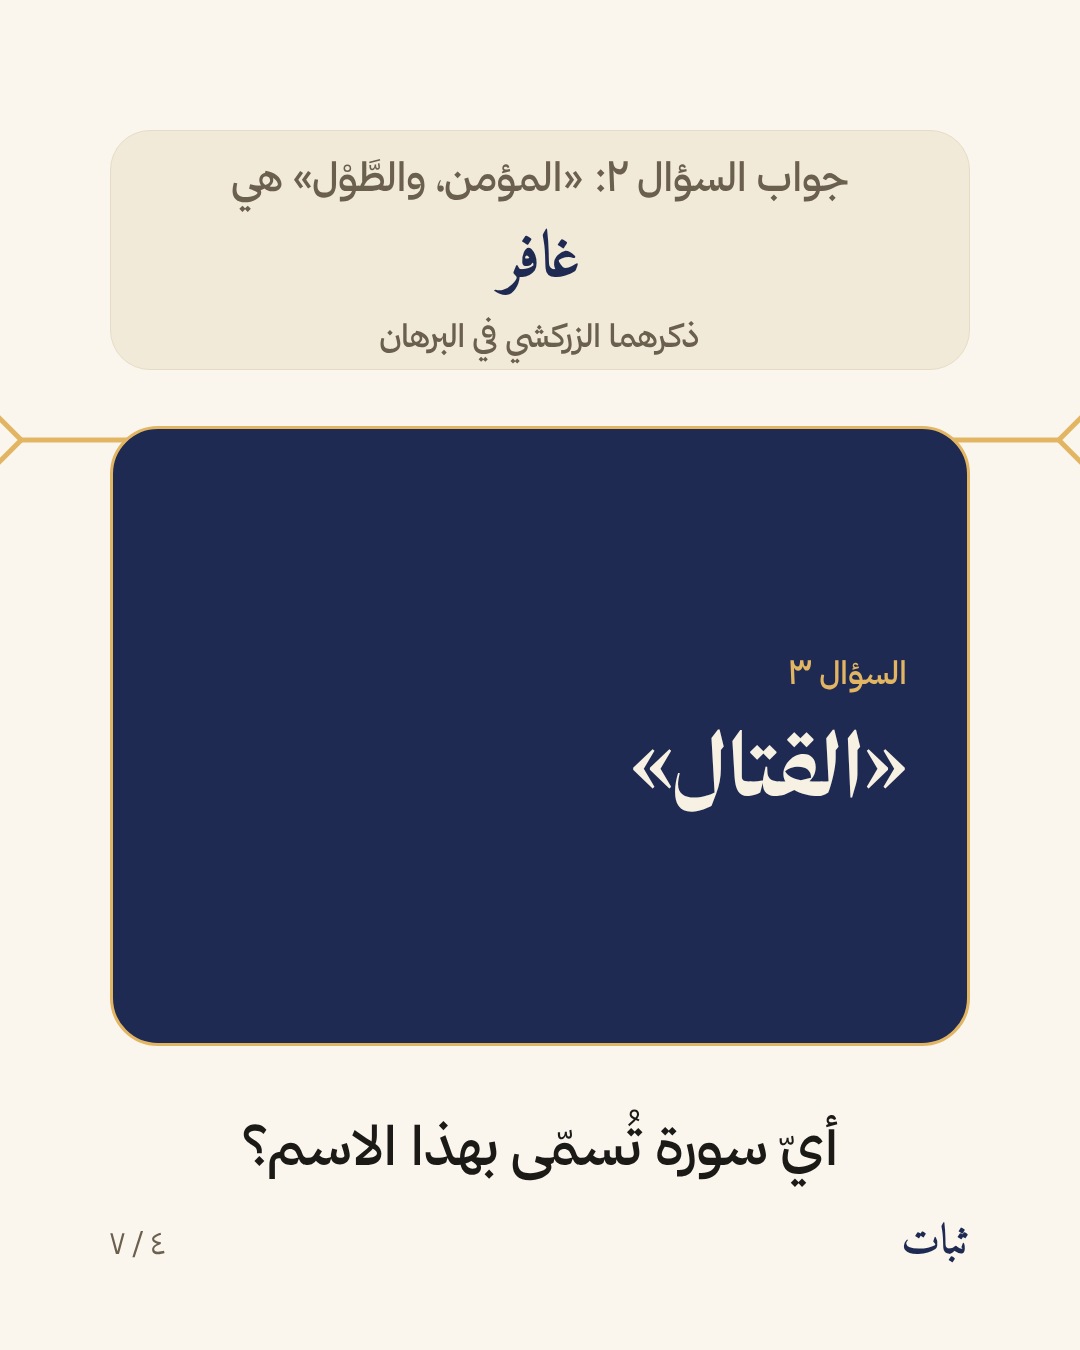 جواب السؤال ٢: «المؤمن، والطَّوْل» هي
غافر
ذكرهما الزركشي في البرهان
السؤال ٣
«القتال»
أيّ سورة تُسمّى بهذا الاسم؟
ثبات
٤ / ٧